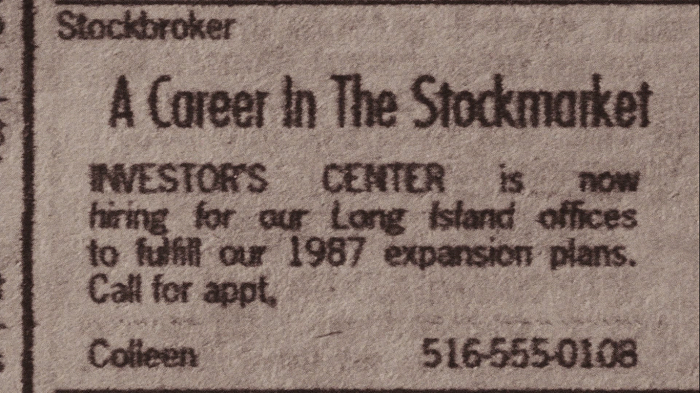 Stockbroker
A Career In The Stockmarket
INVESTOR'S CENTER is now
hiring for our Long Island offices
to fulfill our 1987 expansion plans.
Call for appt.
Colleen 516-555-0108